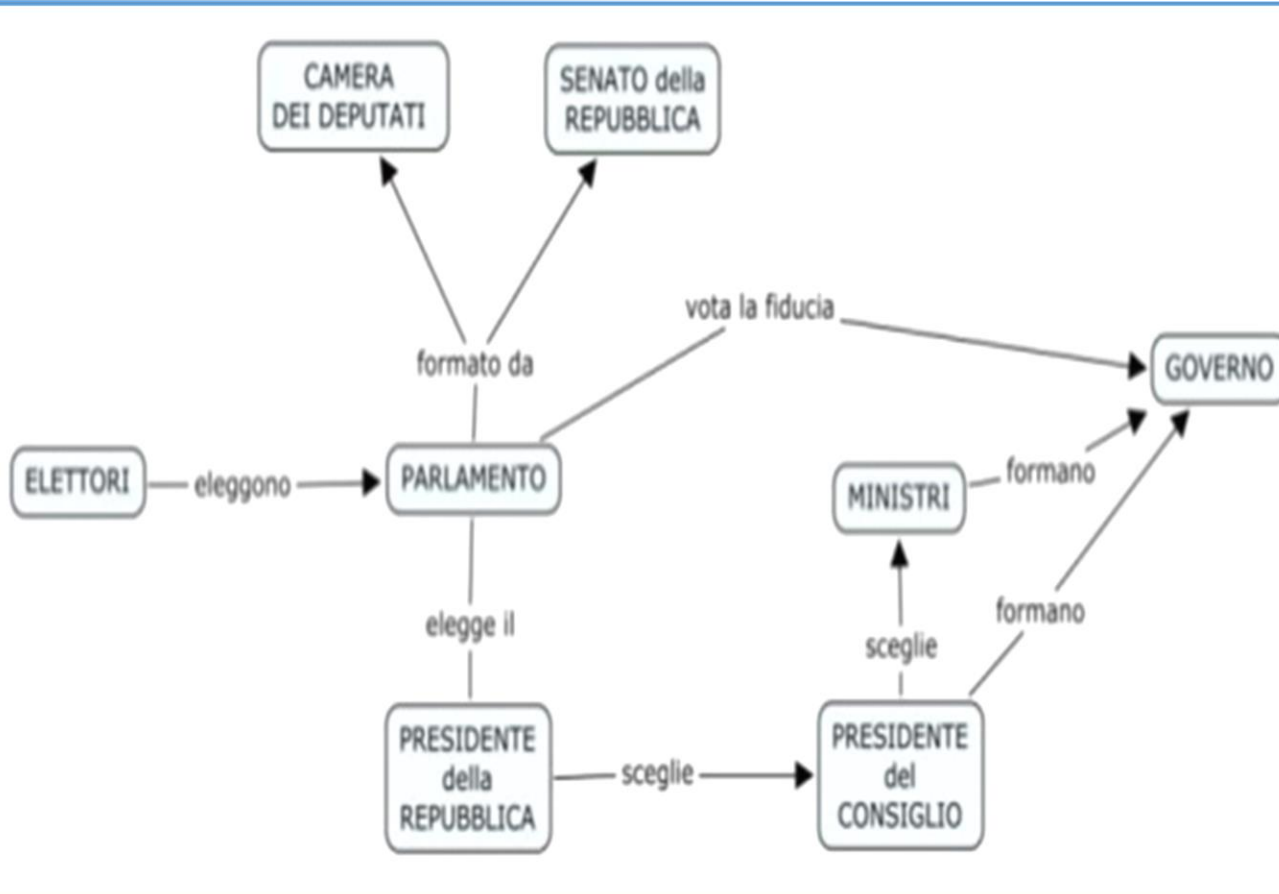 CAMERA
DEI DEPUTATI
SENATO della
REPUBBLICA
vota la fiducia
formato da
GOVERNO
ELETTORI
eleggono
PARLAMENTO
MINISTRI
formano
elegge il
sceglie
formano
PRESIDENTE
della
REPUBBLICA
sceglie
PRESIDENTE
del
CONSIGLIO